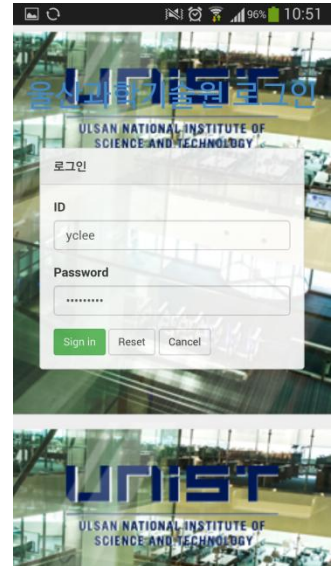 96% 10:51
UNIST
울산과학기술원 로그인
ULSAN NATIONAL INSTITUTE OF
SCIENCE AND TECHNOLOGY
로그인
ID
yclee
Password
•••••••••
Sign in Reset Cancel
UNIST
ULSAN NATIONAL INSTITUTE OF
SCIENCE AND TECHNOLOGY